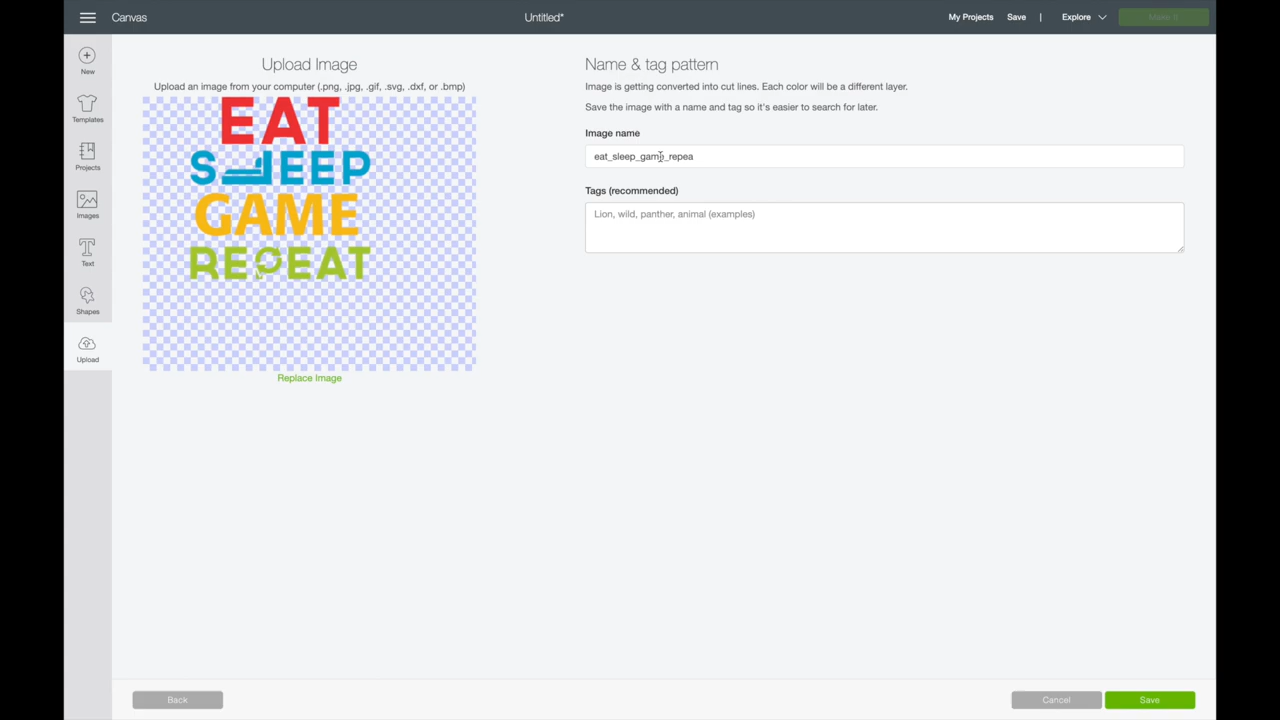 Canvas
Untitled*
My Projects
Save
|
Explore
Make It
New
Templates
Projects
Images
Text
Shapes
Upload
Upload Image
Upload an image from your computer (.png, .jpg, .gif, .svg, .dxf, or .bmp)
EAT
SLEEP
GAME
REPEAT
Replace Image
Name & tag pattern
Image is getting converted into cut lines. Each color will be a different layer.
Save the image with a name and tag so it's easier to search for later.
Image name
eat_sleep_game_repea
Tags (recommended)
Lion, wild, panther, animal (examples)
Back
Cancel
Save